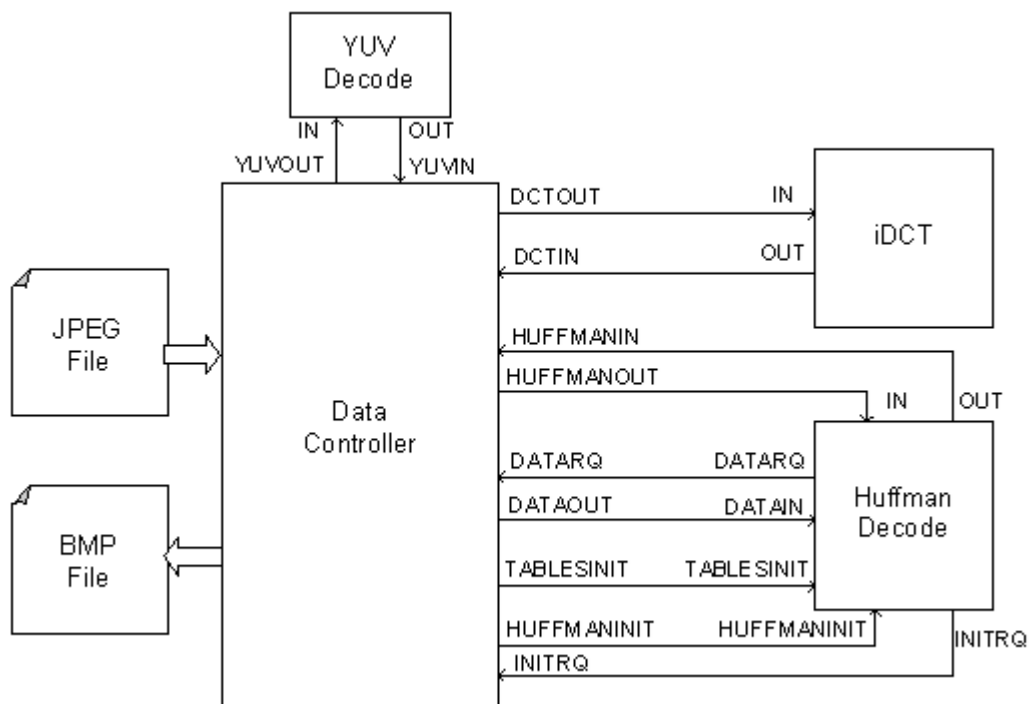 YUV
Decode
IN
OUT
YUVOUT
YUVIN
DCTOUT
IN
iDCT
DCTIN
OUT
JPEG
File
HUFFMANIN
HUFFMANOUT
IN
OUT
Data
Controller
DATARQ
DATARQ
DATAOUT
DATAIN
Huffman
Decode
BMP
File
TABLESINIT
TABLESINIT
HUFFMANINIT
HUFFMANINIT
INITRQ
INITRQ